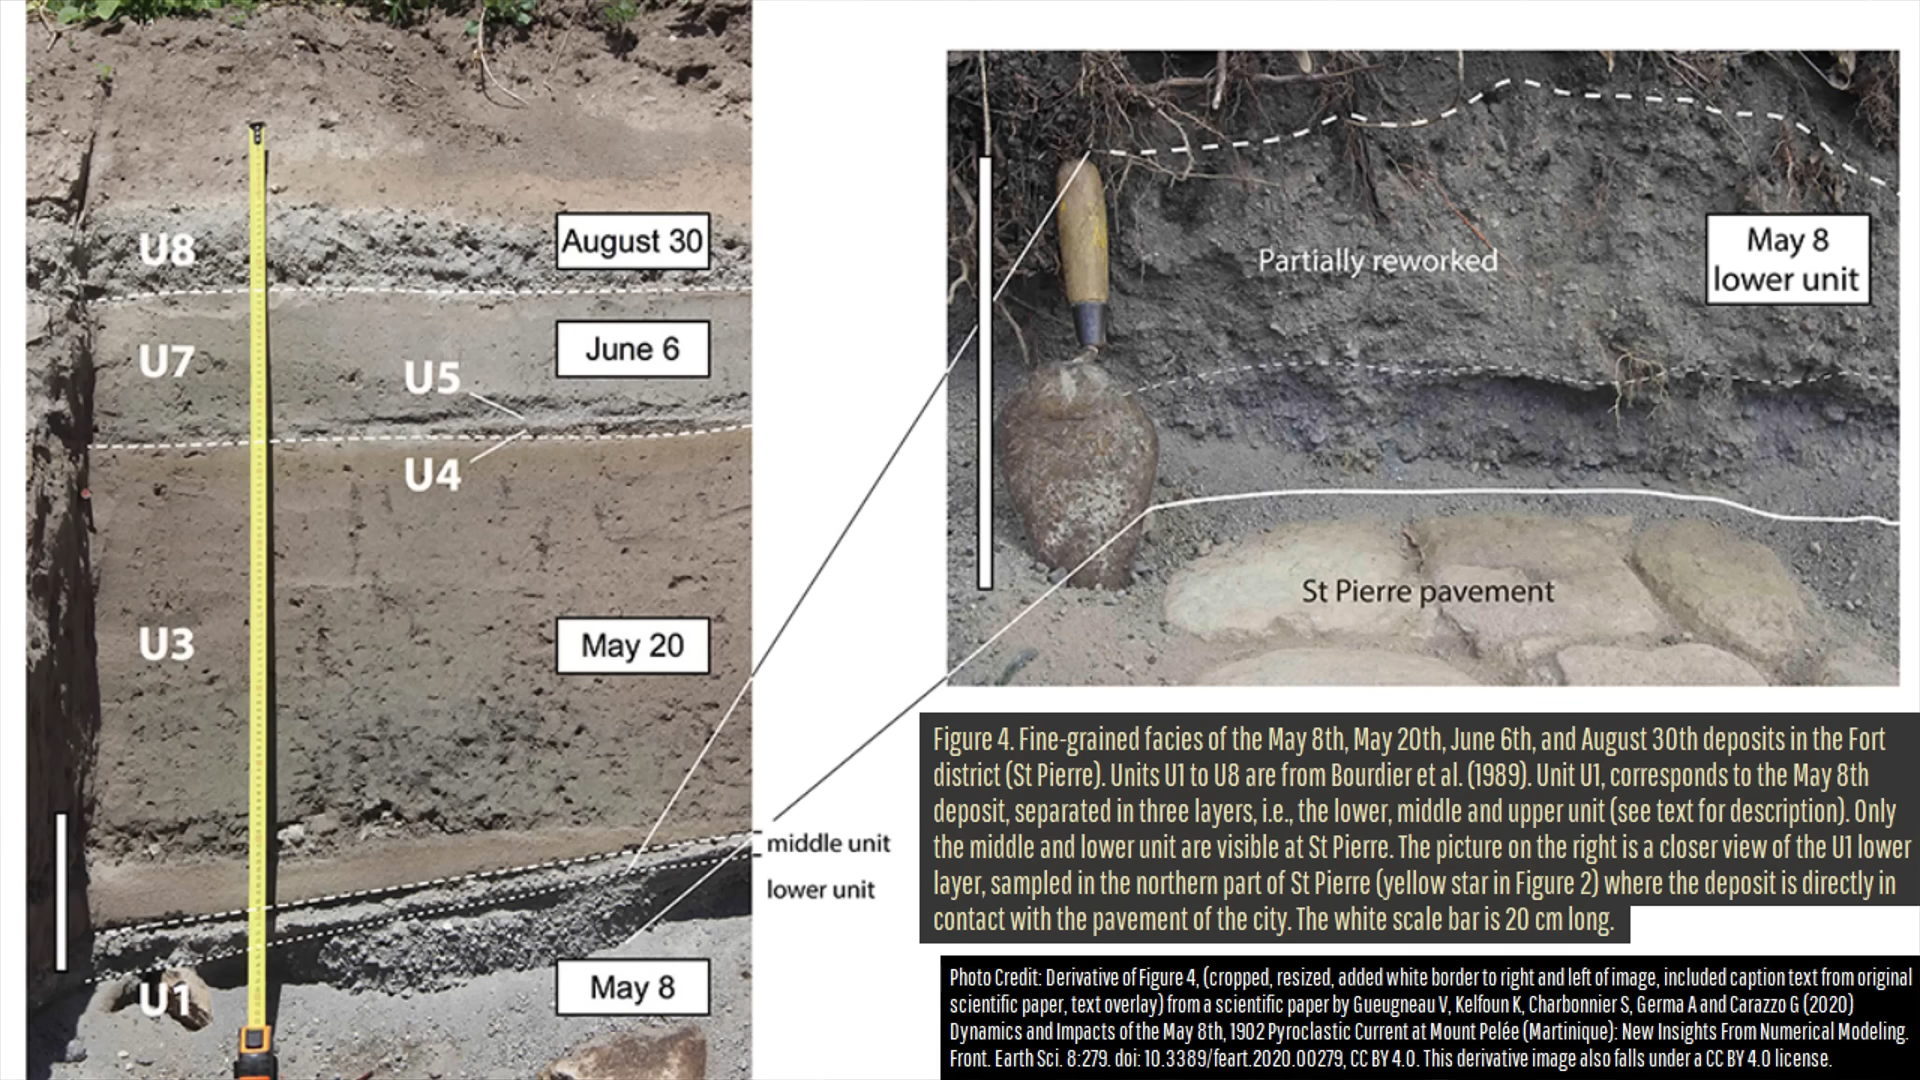 U8
August 30
U7
June 6
U5
U4
U3
May 20
middle unit
lower unit
U1
May 8
May 8
lower unit
Partially reworked
St Pierre pavement
Figure 4. Fine-grained facies of the May 8th, May 20th, June 6th, and August 30th deposits in the Fort
district (St Pierre). Units U1 to U8 are from Bourdier et al. (1989). Unit U1, corresponds to the May 8th
deposit, separated in three layers, i.e., the lower, middle and upper unit (see text for description). Only
the middle and lower unit are visible at St Pierre. The picture on the right is a closer view of the U1 lower
layer, sampled in the northern part of St Pierre (yellow star in Figure 2) where the deposit is directly in
contact with the pavement of the city. The white scale bar is 20 cm long.
Photo Credit: Derivative of Figure 4, (cropped, resized, added white border to right and left of image, included caption text from original
scientific paper, text overlay) from a scientific paper by Gueugneau V, Kelfoun K, Charbonnier S, Germa A and Carazzo G (2020)
Dynamics and Impacts of the May 8th, 1902 Pyroclastic Current at Mount Pelée (Martinique): New Insights From Numerical Modeling.
Front. Earth Sci. 8:279. doi: 10.3389/feart.2020.00279, CC BY 4.0. This derivative image also falls under a CC BY 4.0 license.